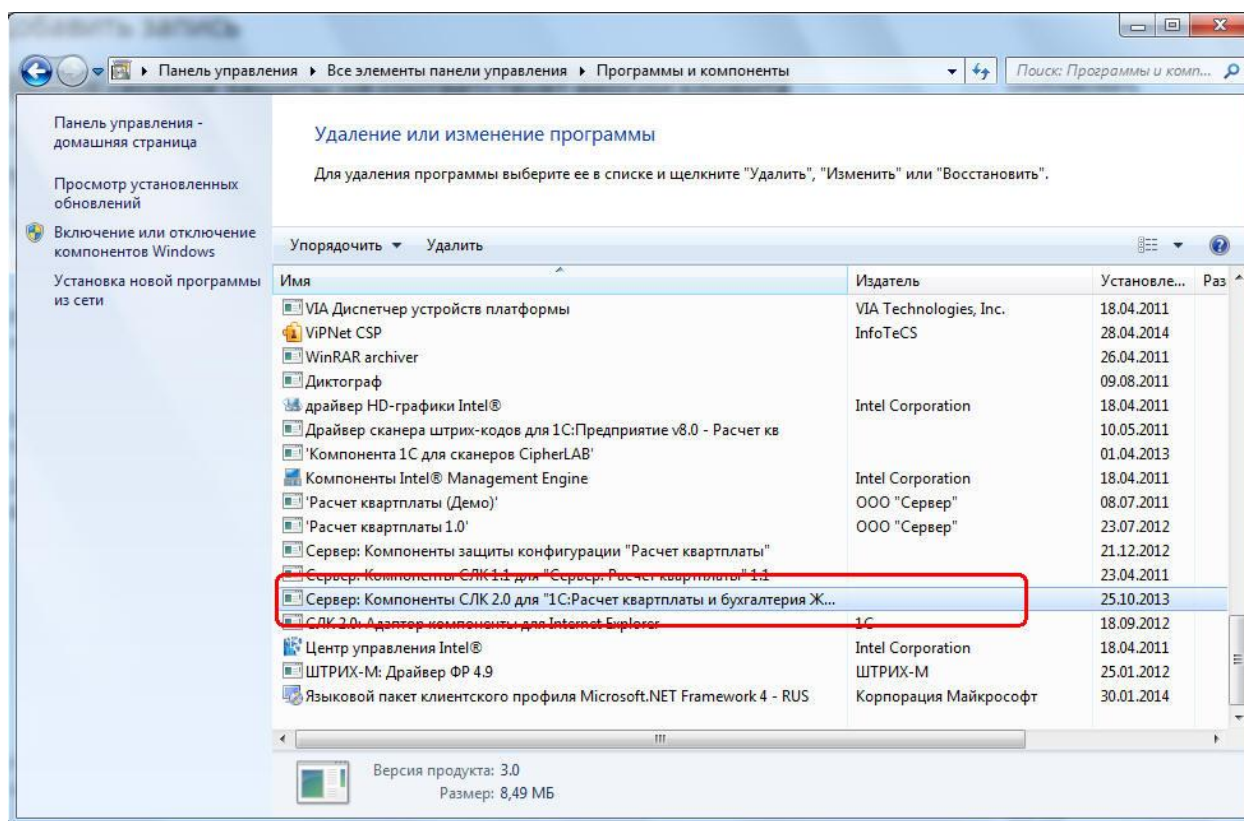 обавить запись
Панель управления ▸ Все элементы панели управления ▸ Программы и компоненты
Поиск: Программы и комп...
Панель управления -
домашняя страница
Просмотр установленных
обновлений
Включение или отключение
компонентов Windows
Установка новой программы
из сети
Удаление или изменение программы
Для удаления программы выберите ее в списке и щелкните "Удалить", "Изменить" или "Восстановить".
Упорядочить Удалить
Имя Издатель Установле... Раз
VIA Диспетчер устройств платформы VIA Technologies, Inc. 18.04.2011
ViPNet CSP InfoTeCS 28.04.2014
WinRAR archiver 26.04.2011
Диктограф 09.08.2011
драйвер HD-графики Intel® Intel Corporation 18.04.2011
Драйвер сканера штрих-кодов для 1С:Предприятие v8.0 - Расчет кв 10.05.2011
'Компонента 1С для сканеров CipherLAB' 01.04.2013
Компоненты Intel® Management Engine Intel Corporation 18.04.2011
'Расчет квартплаты (Демо)' ООО "Сервер" 08.07.2011
'Расчет квартплаты 1.0' ООО "Сервер" 23.07.2012
Сервер: Компоненты защиты конфигурации "Расчет квартплаты" 21.12.2012
Сервер: Компоненты СЛК 1.1 для "Сервер: Расчет квартплаты" 1.1 23.04.2011
Сервер: Компоненты СЛК 2.0 для "1С:Расчет квартплаты и бухгалтерия Ж... 25.10.2013
СЛК 2.0: Адаптор компоненты для Internet Explorer 1С 18.09.2012
Центр управления Intel® Intel Corporation 18.04.2011
ШТРИХ-М: Драйвер ФР 4.9 ШТРИХ-М 25.01.2012
Языковой пакет клиентского профиля Microsoft.NET Framework 4 - RUS Корпорация Майкрософт 30.01.2014
Версия продукта: 3.0
Размер: 8,49 МБ